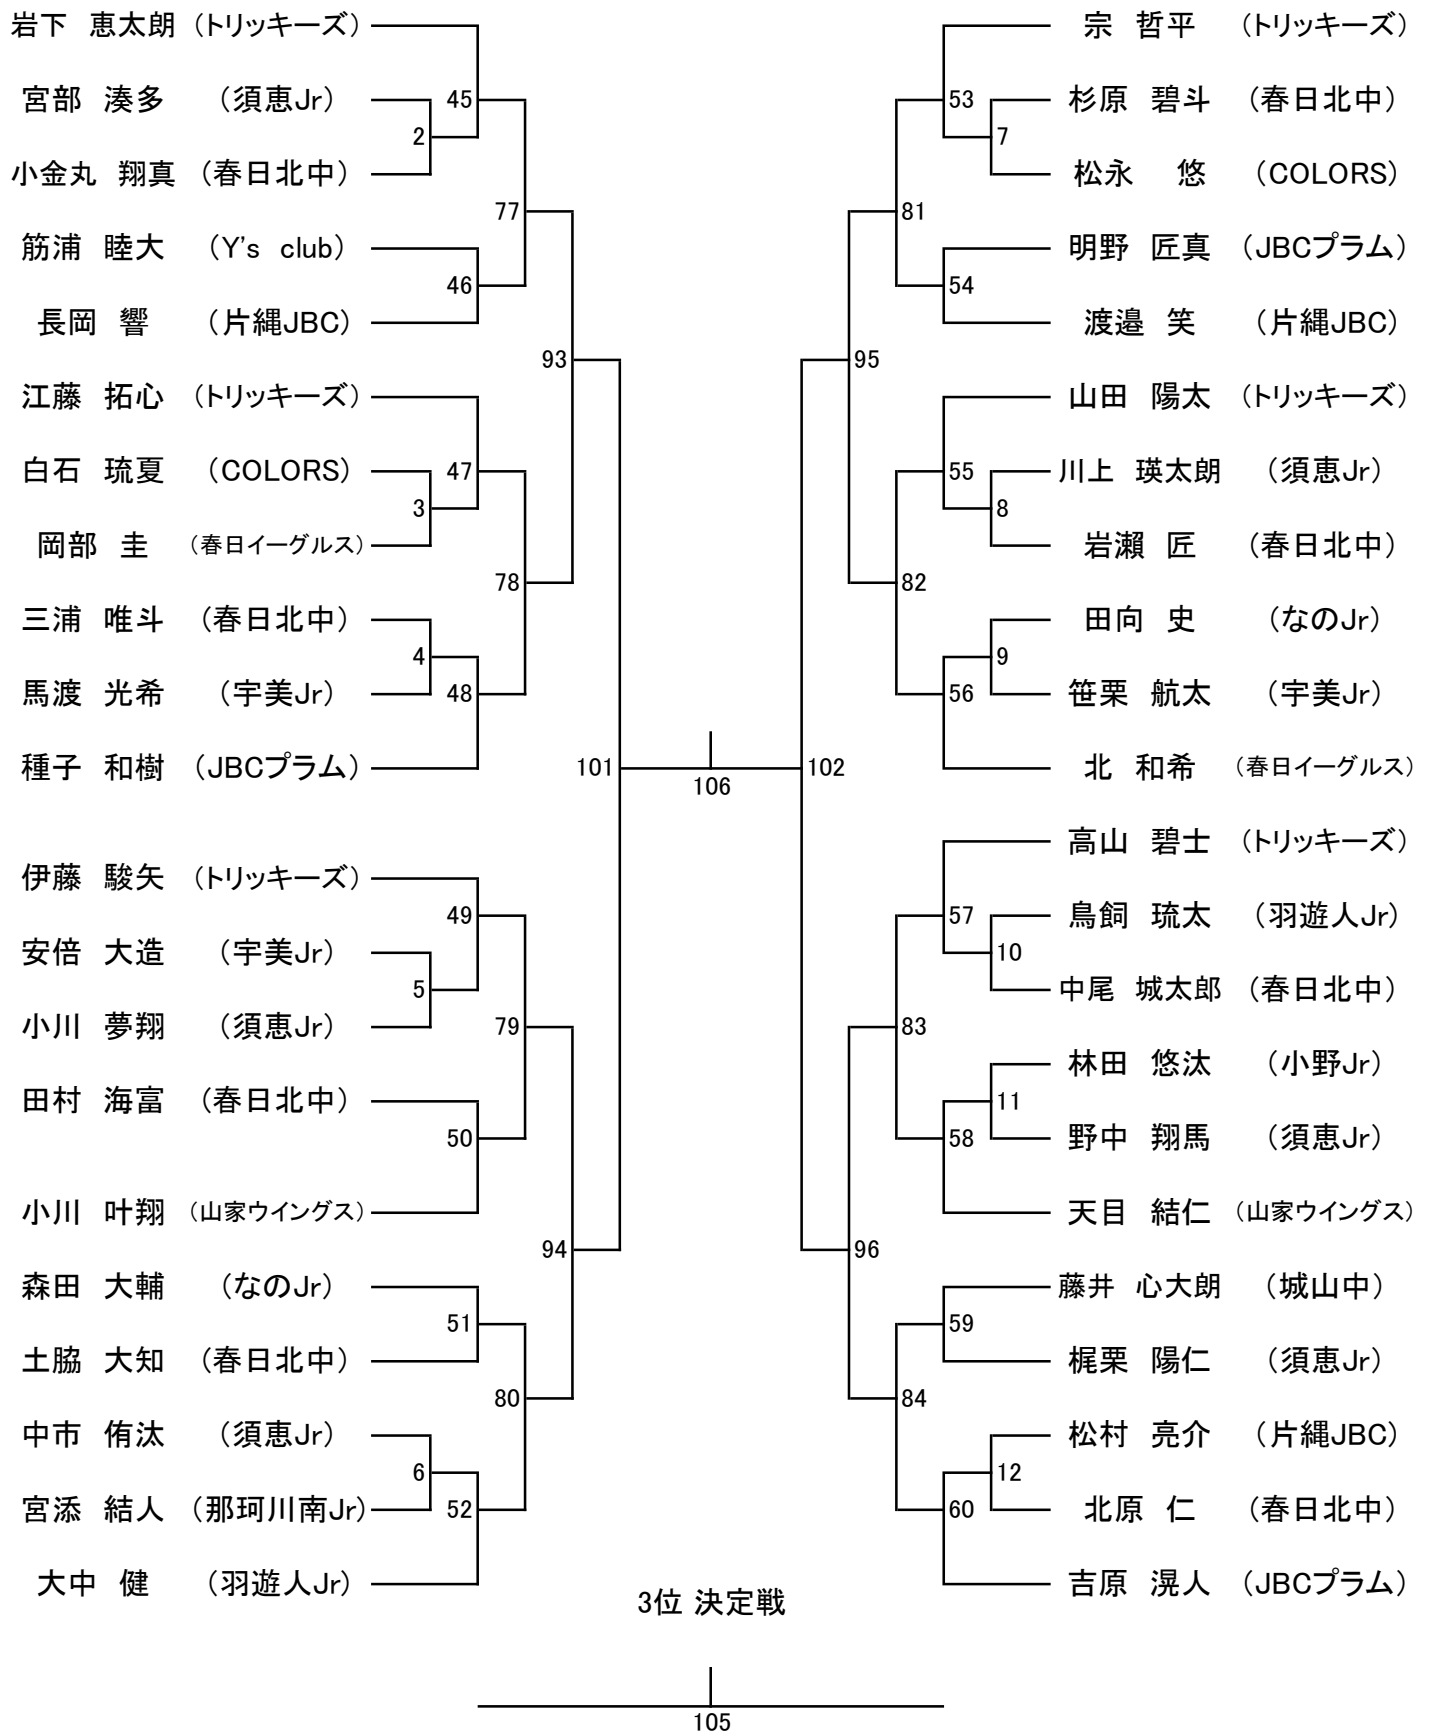 岩下 恵太朗 (トリッキーズ)
宮部 湊多 (須恵Jr)
小金丸 翔真 (春日北中)
筋浦 睦大 (Y's club)
長岡 響 (片縄JBC)
江藤 拓心 (トリッキーズ)
白石 琉夏 (COLORS)
岡部 圭 (春日イーグルス)
三浦 唯斗 (春日北中)
馬渡 光希 (宇美Jr)
種子 和樹 (JBCプラム)
伊藤 駿矢 (トリッキーズ)
安倍 大造 (宇美Jr)
小川 夢翔 (須恵Jr)
田村 海富 (春日北中)
小川 叶翔 (山家ウイングス)
森田 大輔 (なのJr)
土脇 大知 (春日北中)
中市 侑汰 (須恵Jr)
宮添 結人 (那珂川南Jr)
大中 健 (羽遊人Jr)
2
3
4
5
6
45
46
47
48
49
50
51
52
77
78
79
80
93
94
101
106
102
95
96
81
82
83
84
53
54
55
56
57
58
59
60
7
8
9
10
11
12
宗 哲平 (トリッキーズ)
杉原 碧斗 (春日北中)
松永 悠 (COLORS)
明野 匠真 (JBCプラム)
渡邉 笑 (片縄JBC)
山田 陽太 (トリッキーズ)
川上 瑛太朗 (須恵Jr)
岩瀬 匠 (春日北中)
田向 史 (なのJr)
笹栗 航太 (宇美Jr)
北 和希 (春日イーグルス)
高山 碧士 (トリッキーズ)
鳥飼 琉太 (羽遊人Jr)
中尾 城太郎 (春日北中)
林田 悠汰 (小野Jr)
野中 翔馬 (須恵Jr)
天目 結仁 (山家ウイングス)
藤井 心大朗 (城山中)
梶栗 陽仁 (須恵Jr)
松村 亮介 (片縄JBC)
北原 仁 (春日北中)
吉原 滉人 (JBCプラム)
3位 決定戦
105